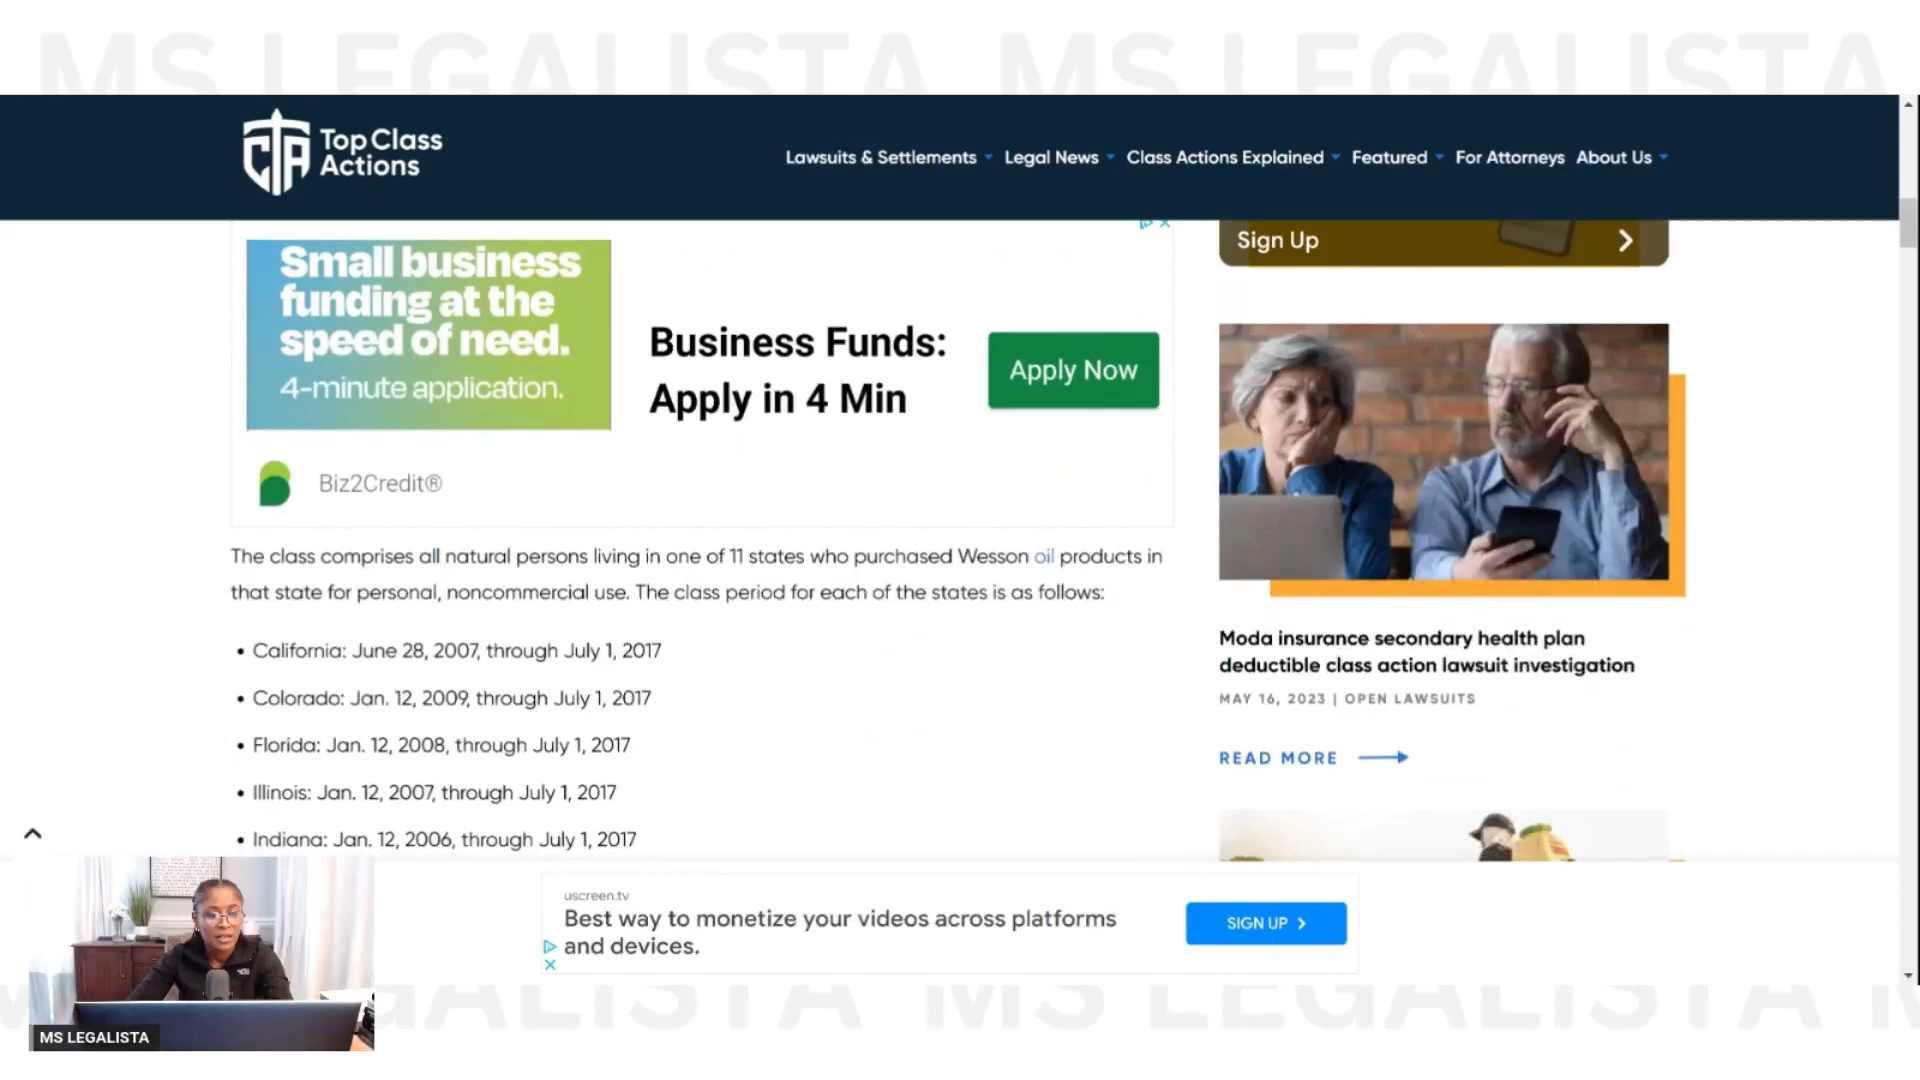 MS LEGALISTA MS LEGALISTA
Top Class
Actions
Lawsuits & Settlements Legal News Class Actions Explained Featured For Attorneys About Us
Small business
funding at the
speed of need.
4-minute application.
Business Funds:
Apply in 4 Min
Apply Now
Biz2Credit®
Sign Up
The class comprises all natural persons living in one of 11 states who purchased Wesson oil products in
that state for personal, noncommercial use. The class period for each of the states is as follows:
• California: June 28, 2007, through July 1, 2017
• Colorado: Jan. 12, 2009, through July 1, 2017
• Florida: Jan. 12, 2008, through July 1, 2017
• Illinois: Jan. 12, 2007, through July 1, 2017
• Indiana: Jan. 12, 2006, through July 1, 2017
Moda insurance secondary health plan
deductible class action lawsuit investigation
MAY 16, 2023 | OPEN LAWSUITS
READ MORE
uscreen.tv
Best way to monetize your videos across platforms
and devices.
SIGN UP
GALISTA MS LEGALISTA M
MS LEGALISTA